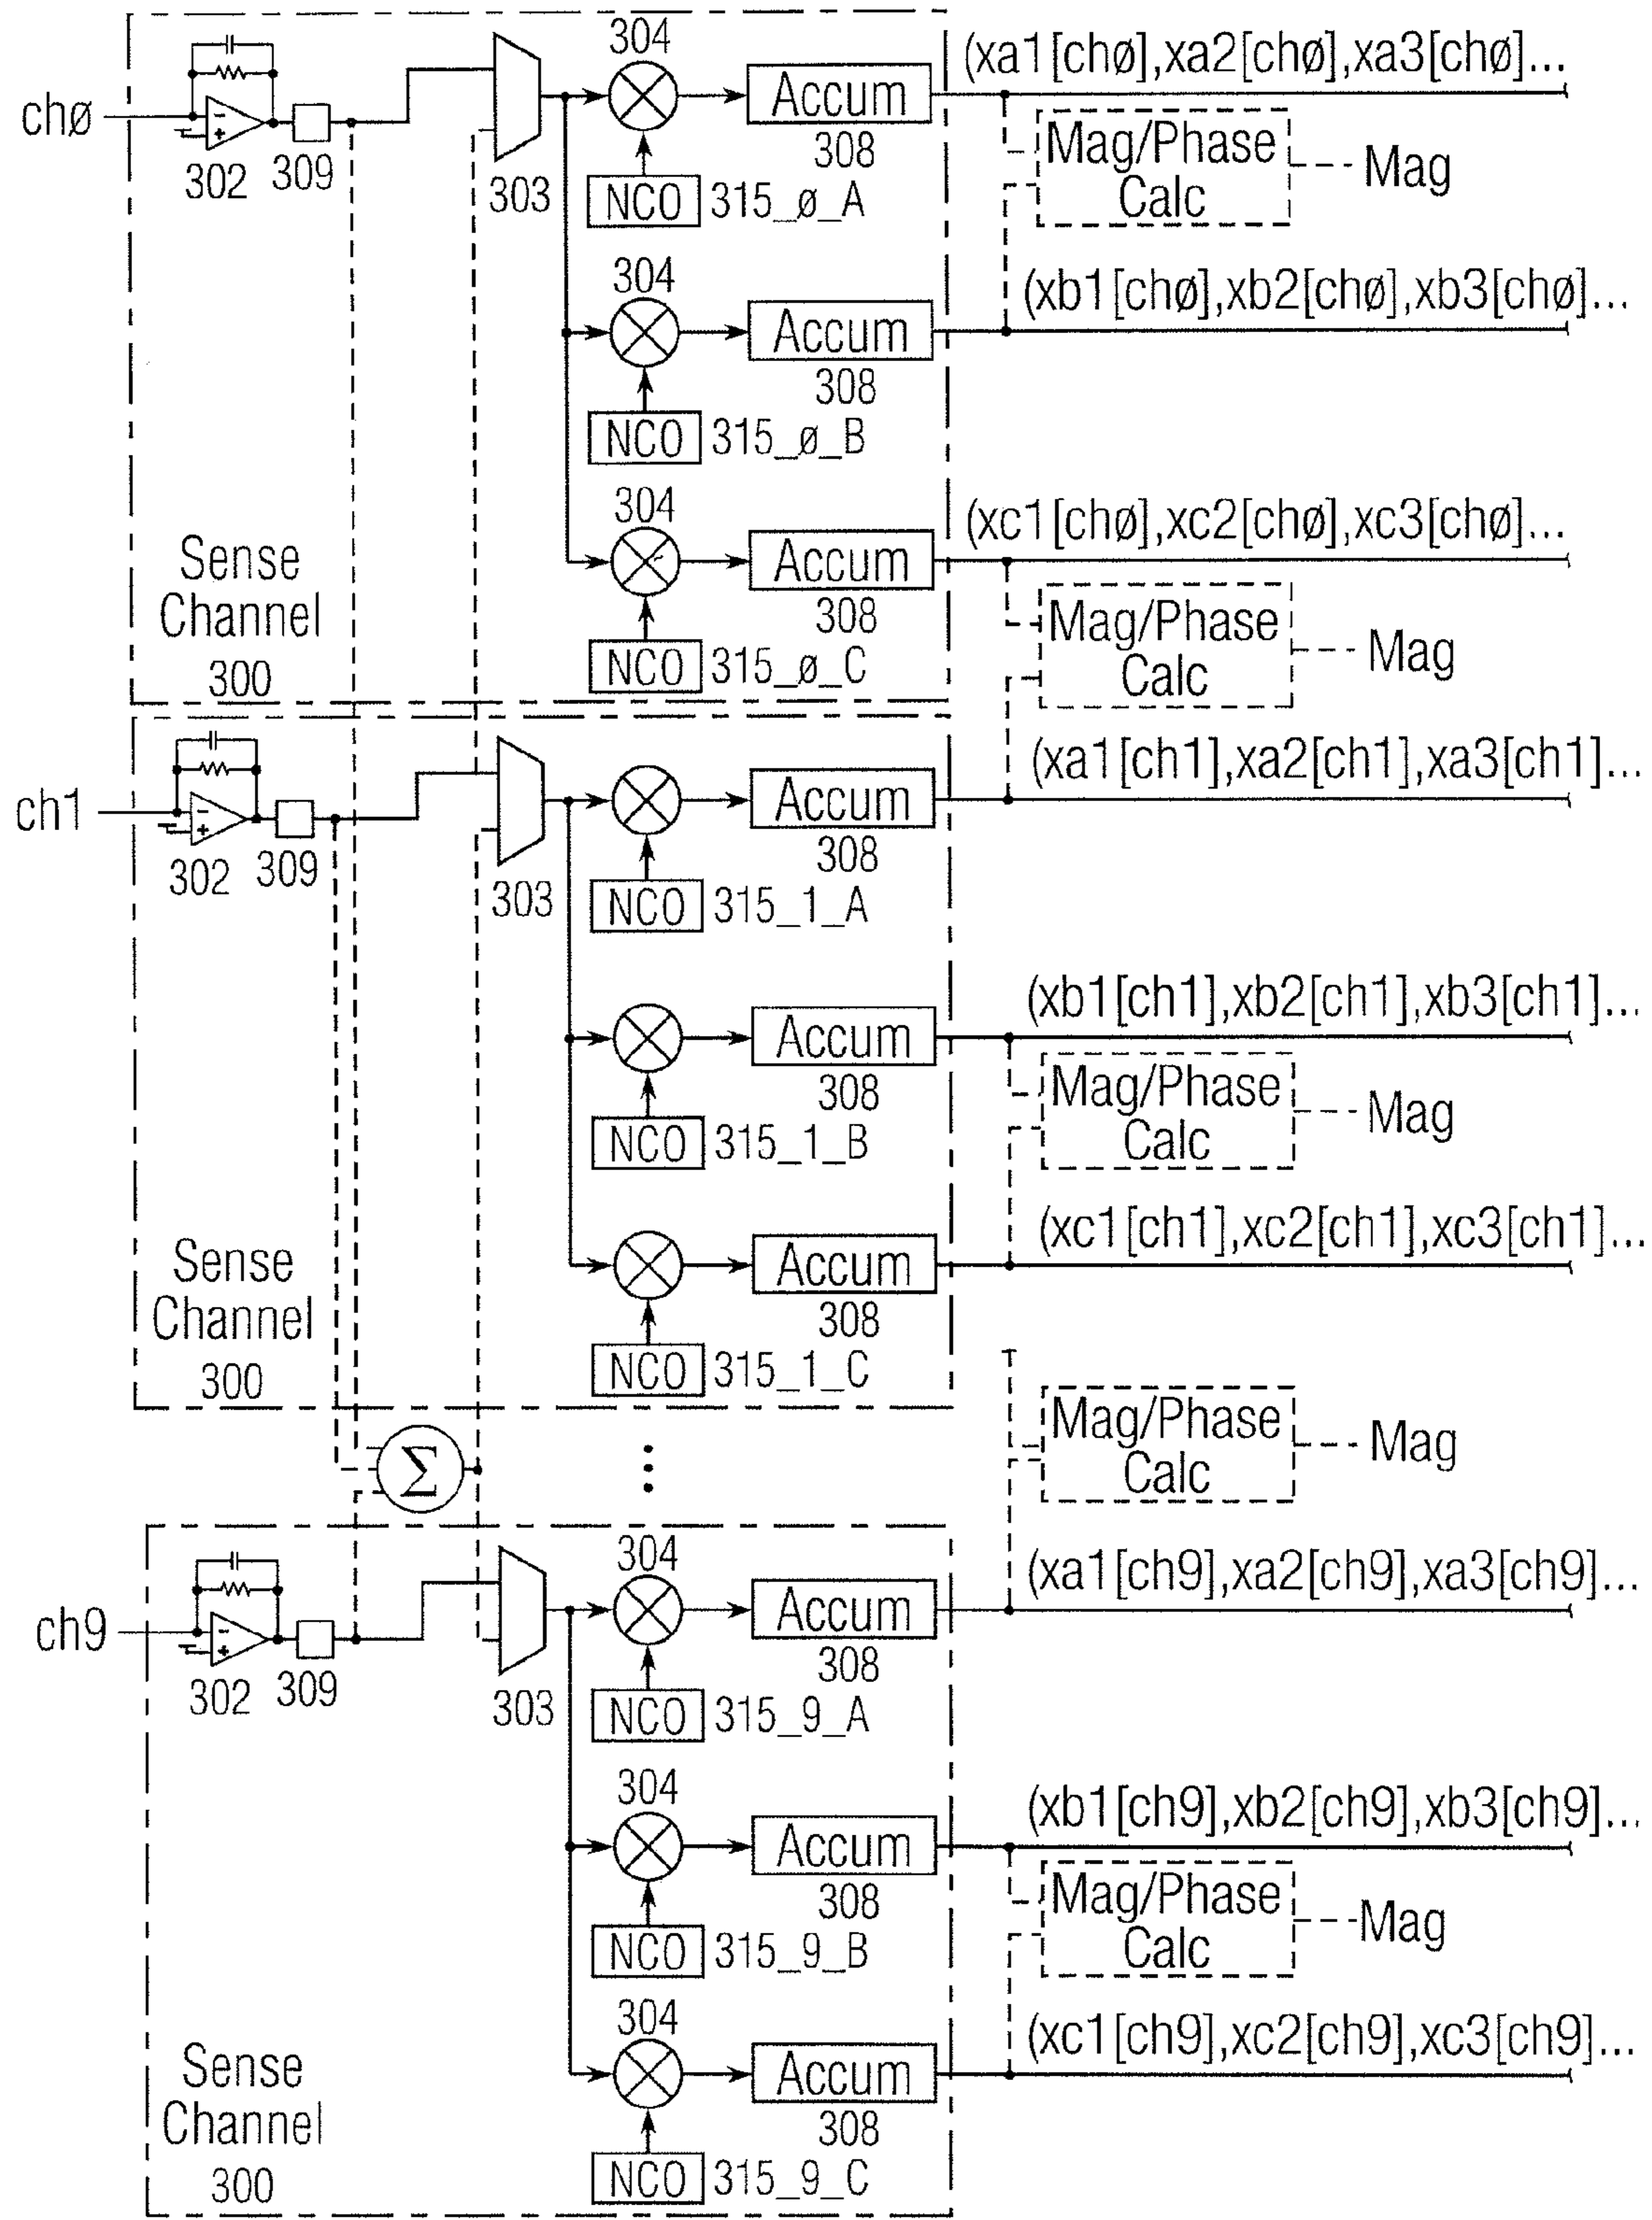 304
(xa1[chø],xa2[chø],xa3[chø]...
chø
Accum
302
309
303
308
Mag/Phase
Calc
Mag
NCO
315_ø_A
304
(xb1[chø],xb2[chø],xb3[chø]...
Accum
308
NCO
315_ø_B
304
(xc1[chø],xc2[chø],xc3[chø]...
Accum
308
Sense
Channel
300
Mag/Phase
Calc
Mag
NCO
315_ø_C
(xa1[ch1],xa2[ch1],xa3[ch1]...
ch1
Accum
302
309
303
308
NCO
315_1_A
(xb1[ch1],xb2[ch1],xb3[ch1]...
Accum
308
Mag/Phase
Calc
Mag
NCO
315_1_B
(xc1[ch1],xc2[ch1],xc3[ch1]...
Accum
308
Sense
Channel
300
NCO
315_1_C
Σ
Mag/Phase
Calc
Mag
304
(xa1[ch9],xa2[ch9],xa3[ch9]...
ch9
Accum
302
309
303
308
NCO
315_9_A
304
(xb1[ch9],xb2[ch9],xb3[ch9]...
Accum
308
Mag/Phase
Calc
Mag
NCO
315_9_B
304
(xc1[ch9],xc2[ch9],xc3[ch9]...
Accum
308
Sense
Channel
300
NCO
315_9_C